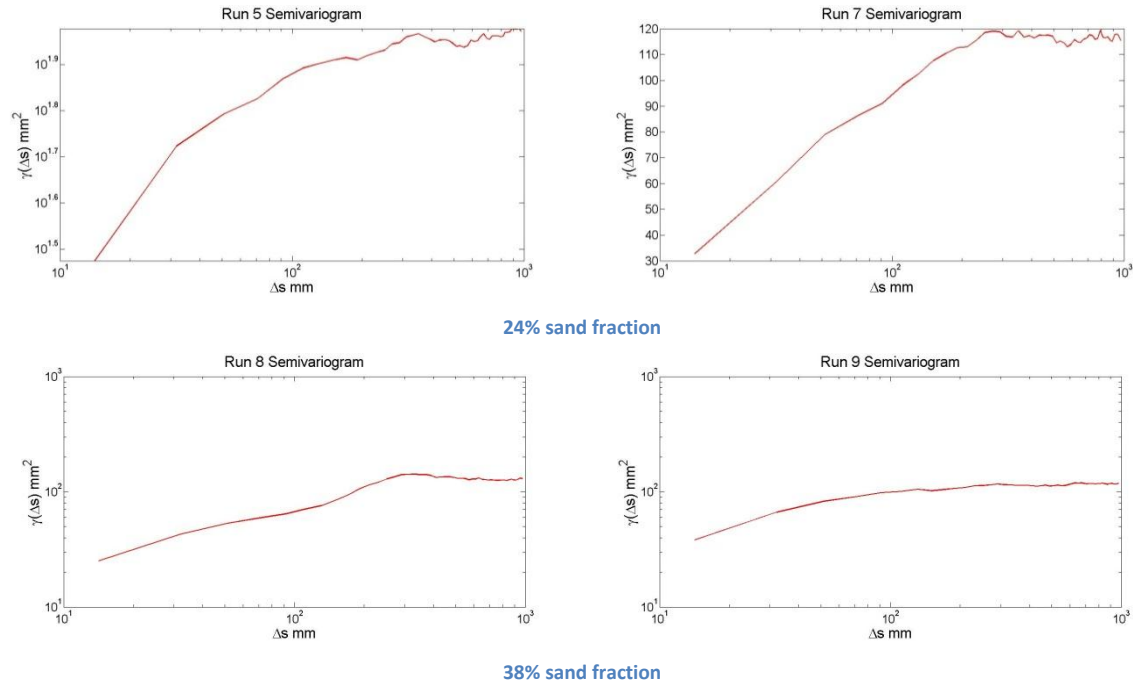 Run 5 Semivariogram
10^1.9
10^1.8
10^1.7
10^1.6
10^1.5
γ(Δs) mm²
10^1 10^2 10^3
Δs mm
Run 7 Semivariogram
120
110
100
90
80
70
60
50
40
30
γ(Δs) mm²
10^1 10^2 10^3
Δs mm
24% sand fraction
Run 8 Semivariogram
10^3
10^2
10^1
γ(Δs) mm²
10^1 10^2 10^3
Δs mm
Run 9 Semivariogram
10^3
10^2
10^1
γ(Δs) mm²
10^1 10^2 10^3
Δs mm
38% sand fraction